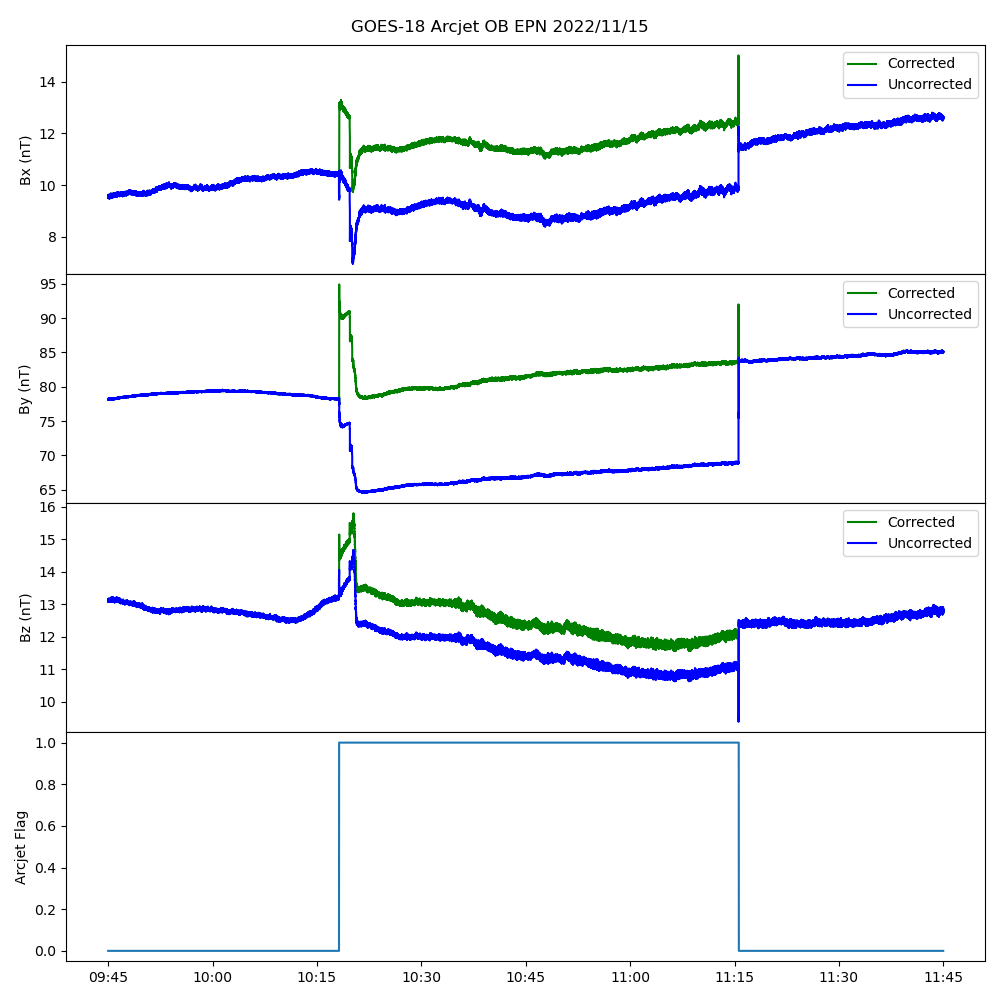 GOES-18 Arcjet OB EPN 2022/11/15
Bx (nT)
14
12
10
8
Corrected
Uncorrected
By (nT)
95
90
85
80
75
70
65
Corrected
Uncorrected
Bz (nT)
16
15
14
13
12
11
10
Corrected
Uncorrected
Arcjet Flag
1.0
0.8
0.6
0.4
0.2
0.0
09:45 10:00 10:15 10:30 10:45 11:00 11:15 11:30 11:45